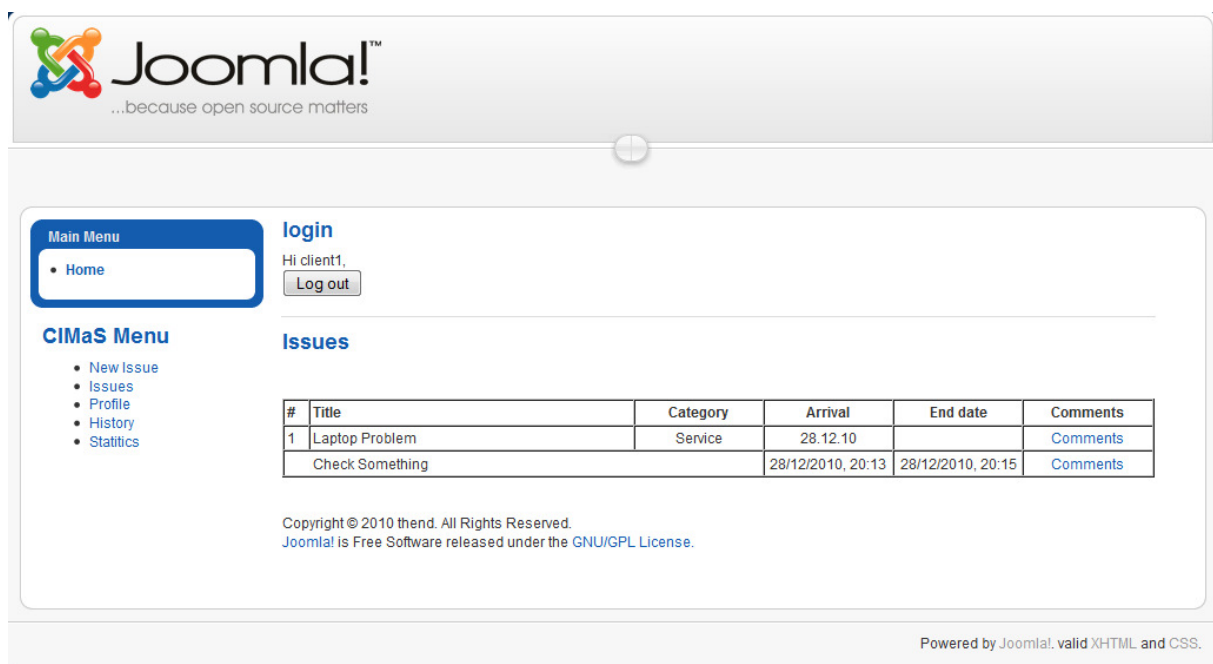 Joomla!™
...because open source matters
Main Menu
Home
CIMaS Menu
New Issue
Issues
Profile
History
Statitics
login
Hi client1,
Log out
Issues
# Title Category Arrival End date Comments
1 Laptop Problem Service 28.12.10 Comments
Check Something 28/12/2010, 20:13 28/12/2010, 20:15 Comments
Copyright © 2010 thend. All Rights Reserved.
Joomla! is Free Software released under the GNU/GPL License.
Powered by Joomla!. valid XHTML and CSS.